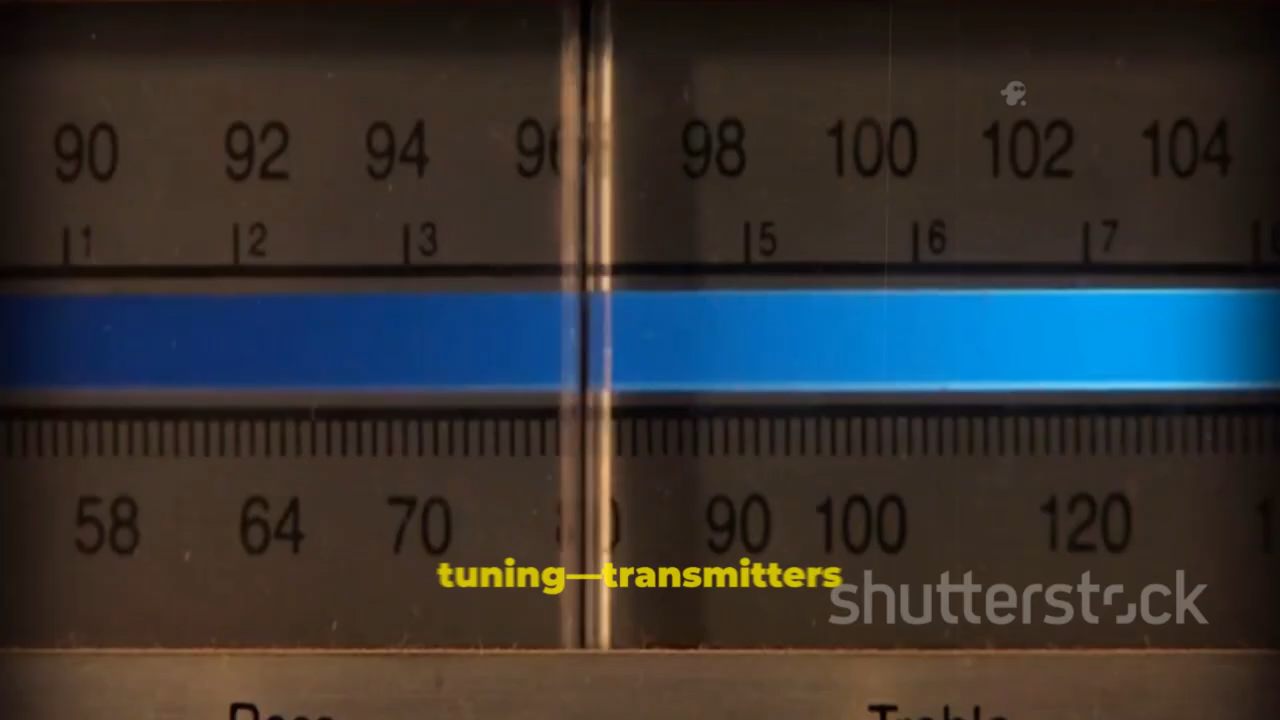 90 92 94 96 98 100 102 104
1 2 3 5 6 7
58 64 70 90 100 120
tuning—transmitters
shutterstock